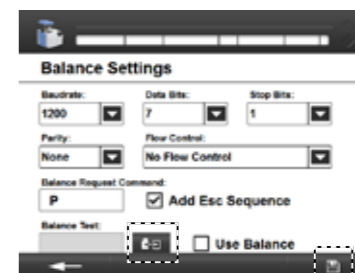 Balance Settings
Baudrate: Data Bits: Stop Bits:
1200 7 1
Parity: Flow Control:
None No Flow Control
Balance Request Command:
P Add Esc Sequence
Balance Test:
Use Balance